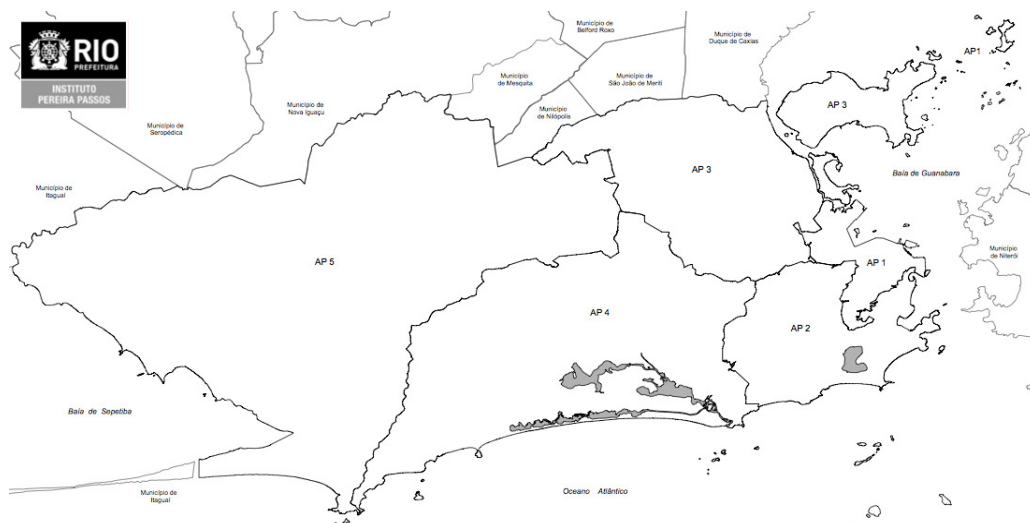 RIO
PREFEITURA
INSTITUTO
PEREIRA PASSOS
Município de
Belford Roxo
Município de
Duque de Caxias
AP1
Município
de Mesquita
Município de
São João de Meriti
Município de
Nova Iguaçu
Município
de Nilópolis
AP 3
Município de
Seropédica
AP 3
Baía de Guanabara
Município de
Itaguaí
Município
de Niterói
AP 5
AP 1
AP 4
AP 2
Baía de Sepetiba
Município de
Itaguaí
Oceano Atlântico